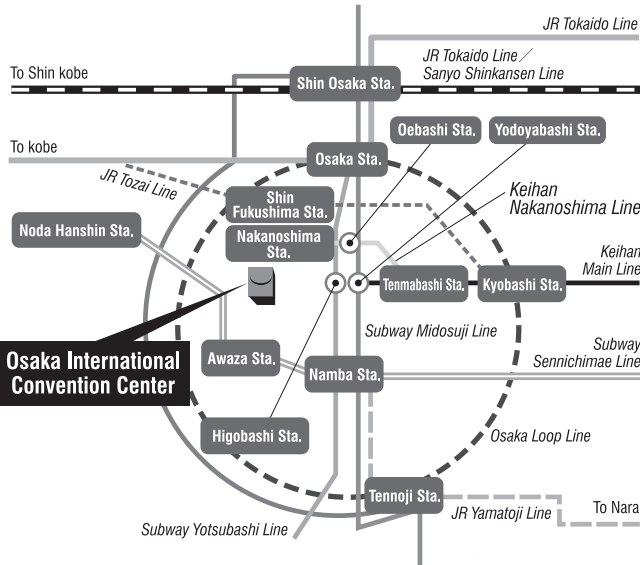 JR Tokaido Line
JR Tokaido Line／
Sanyo Shinkansen Line
To Shin kobe
Shin Osaka Sta.
Oebashi Sta.
Yodoyabashi Sta.
To kobe
Osaka Sta.
JR Tozai Line
Shin
Fukushima Sta.
Keihan
Nakanoshima Line
Noda Hanshin Sta.
Nakanoshima
Sta.
Keihan
Main Line
Tenmabashi Sta.
Kyobashi Sta.
Subway Midosuji Line
Osaka International
Convention Center
Awaza Sta.
Namba Sta.
Subway
Sennichimae Line
Higobashi Sta.
Osaka Loop Line
Tennoji Sta.
JR Yamatoji Line
To Nara
Subway Yotsubashi Line